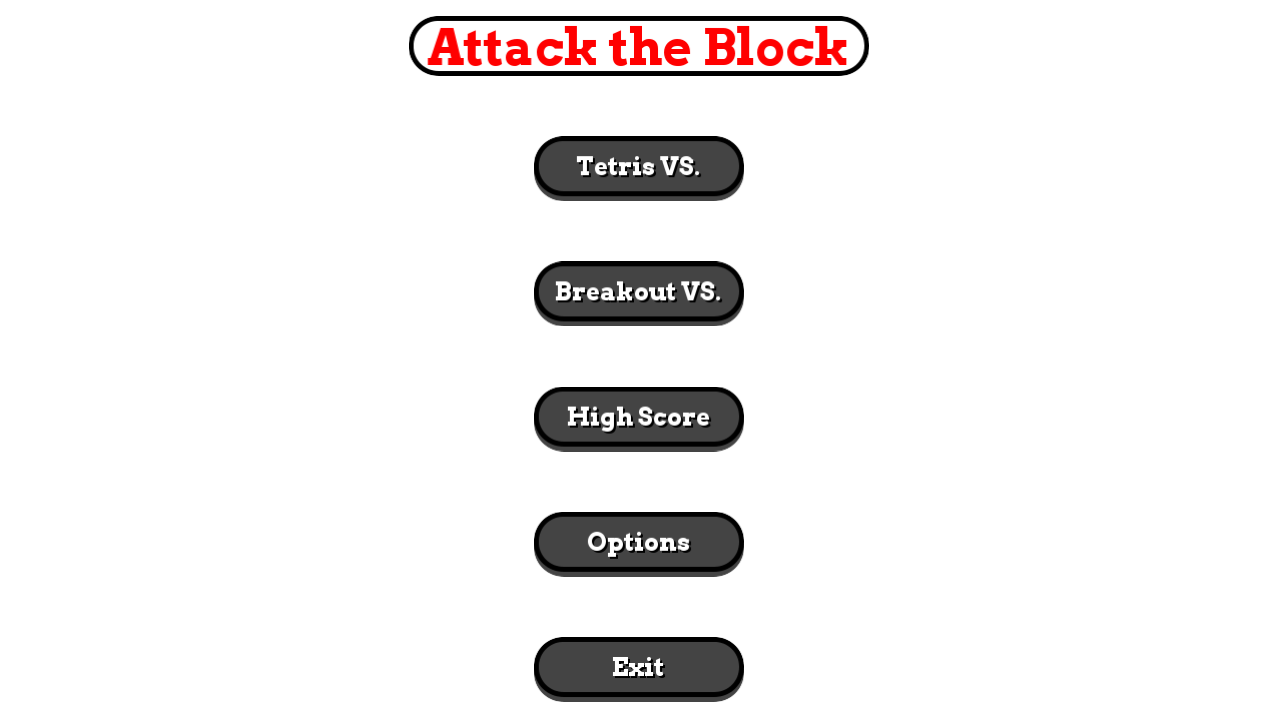 Attack the Block
Tetris VS.
Breakout VS.
High Score
Options
Exit